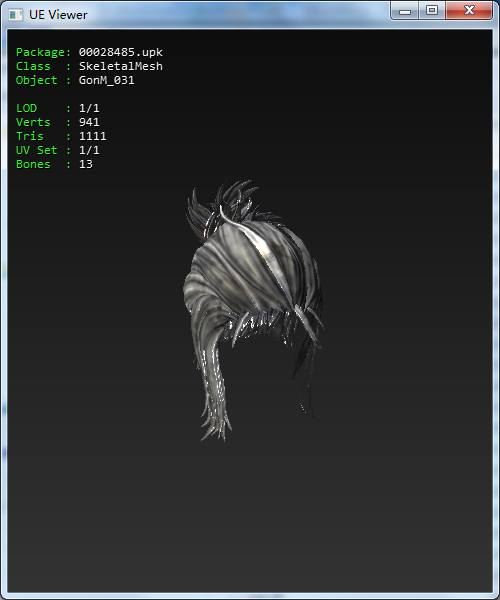 UE Viewer
Package: 00028485.upk
Class  : SkeletalMesh
Object : GonM_031
LOD    : 1/1
Verts  : 941
Tris   : 1111
UV Set : 1/1
Bones  : 13